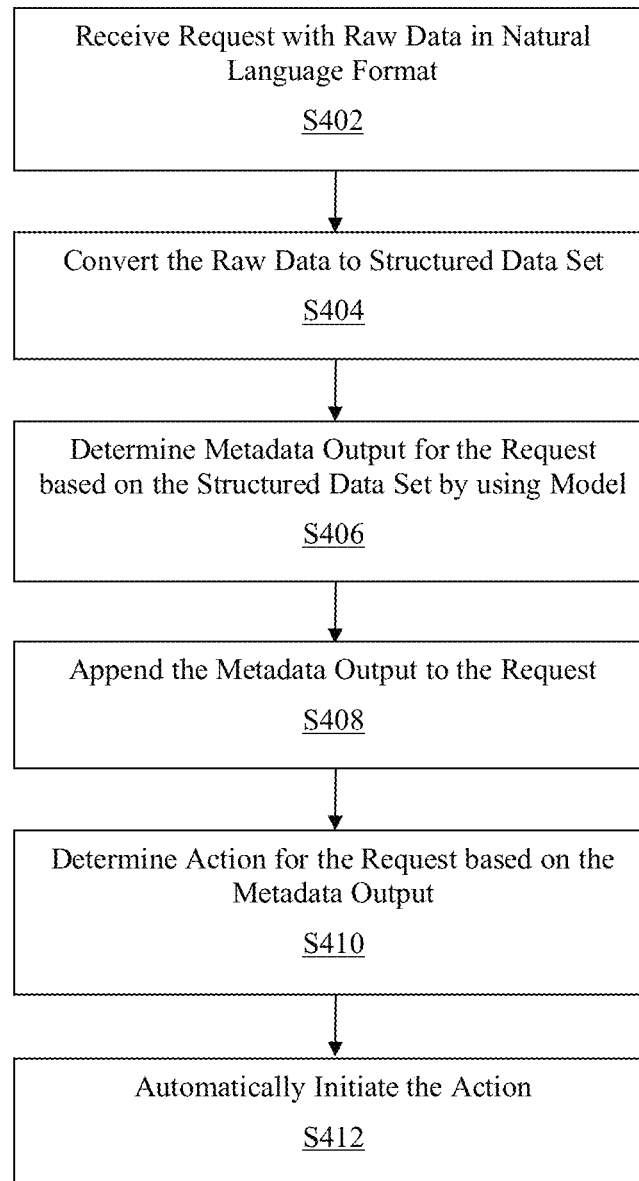 Receive Request with Raw Data in Natural
Language Format
S402
Convert the Raw Data to Structured Data Set
S404
Determine Metadata Output for the Request
based on the Structured Data Set by using Model
S406
Append the Metadata Output to the Request
S408
Determine Action for the Request based on the
Metadata Output
S410
Automatically Initiate the Action
S412